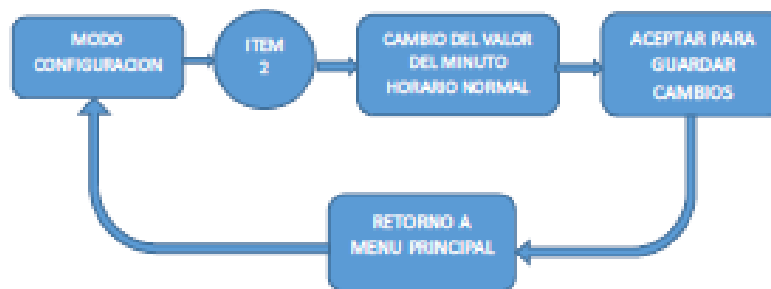 MODO
CONFIGURACION
ITEM
2
CAMBIO DEL VALOR
DEL MINUTO
HORARIO NORMAL
ACEPTAR PARA
GUARDAR
CAMBIOS
RETORNO A
MENU PRINCIPAL